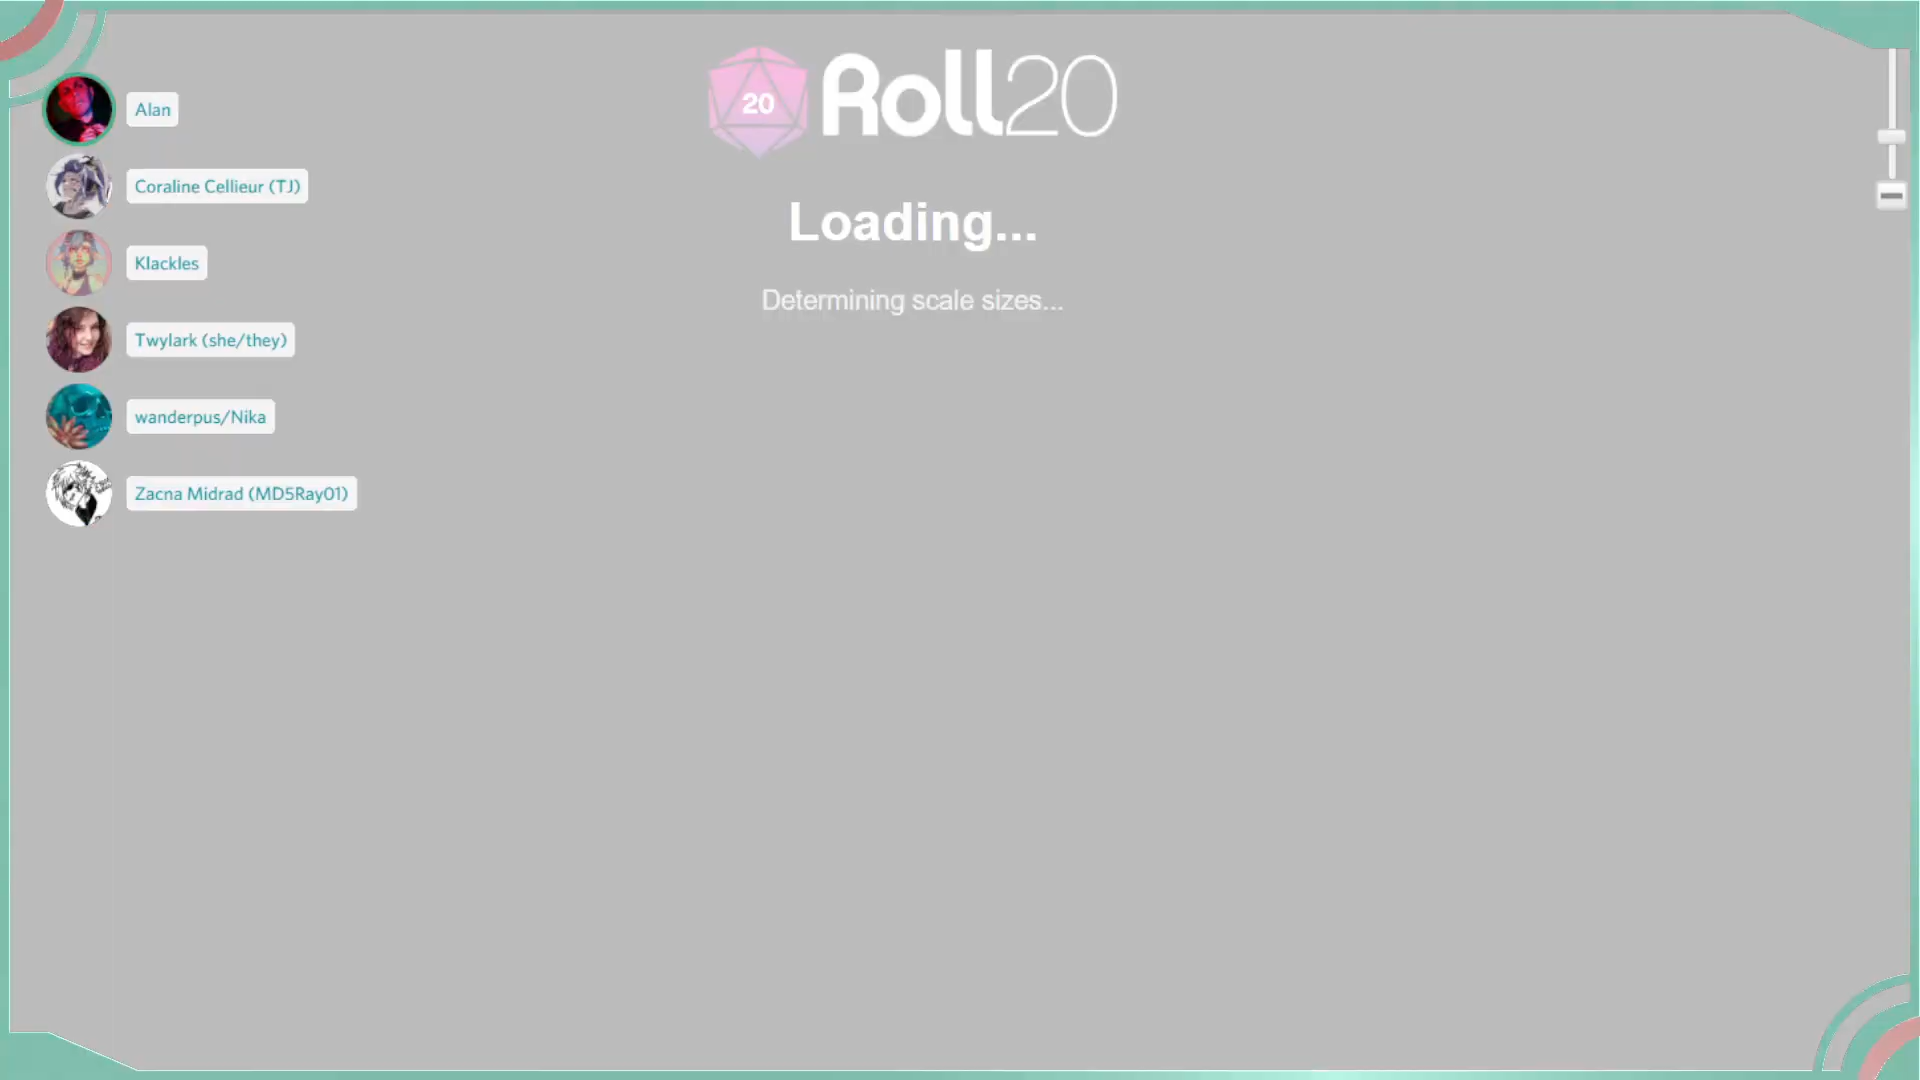 20 Roll20
Loading...
Determining scale sizes...
Alan
Coraline Cellieur (TJ)
Klackles
Twylark (she/they)
wanderpus/Nika
Zacna Midrad (MD5Ray01)